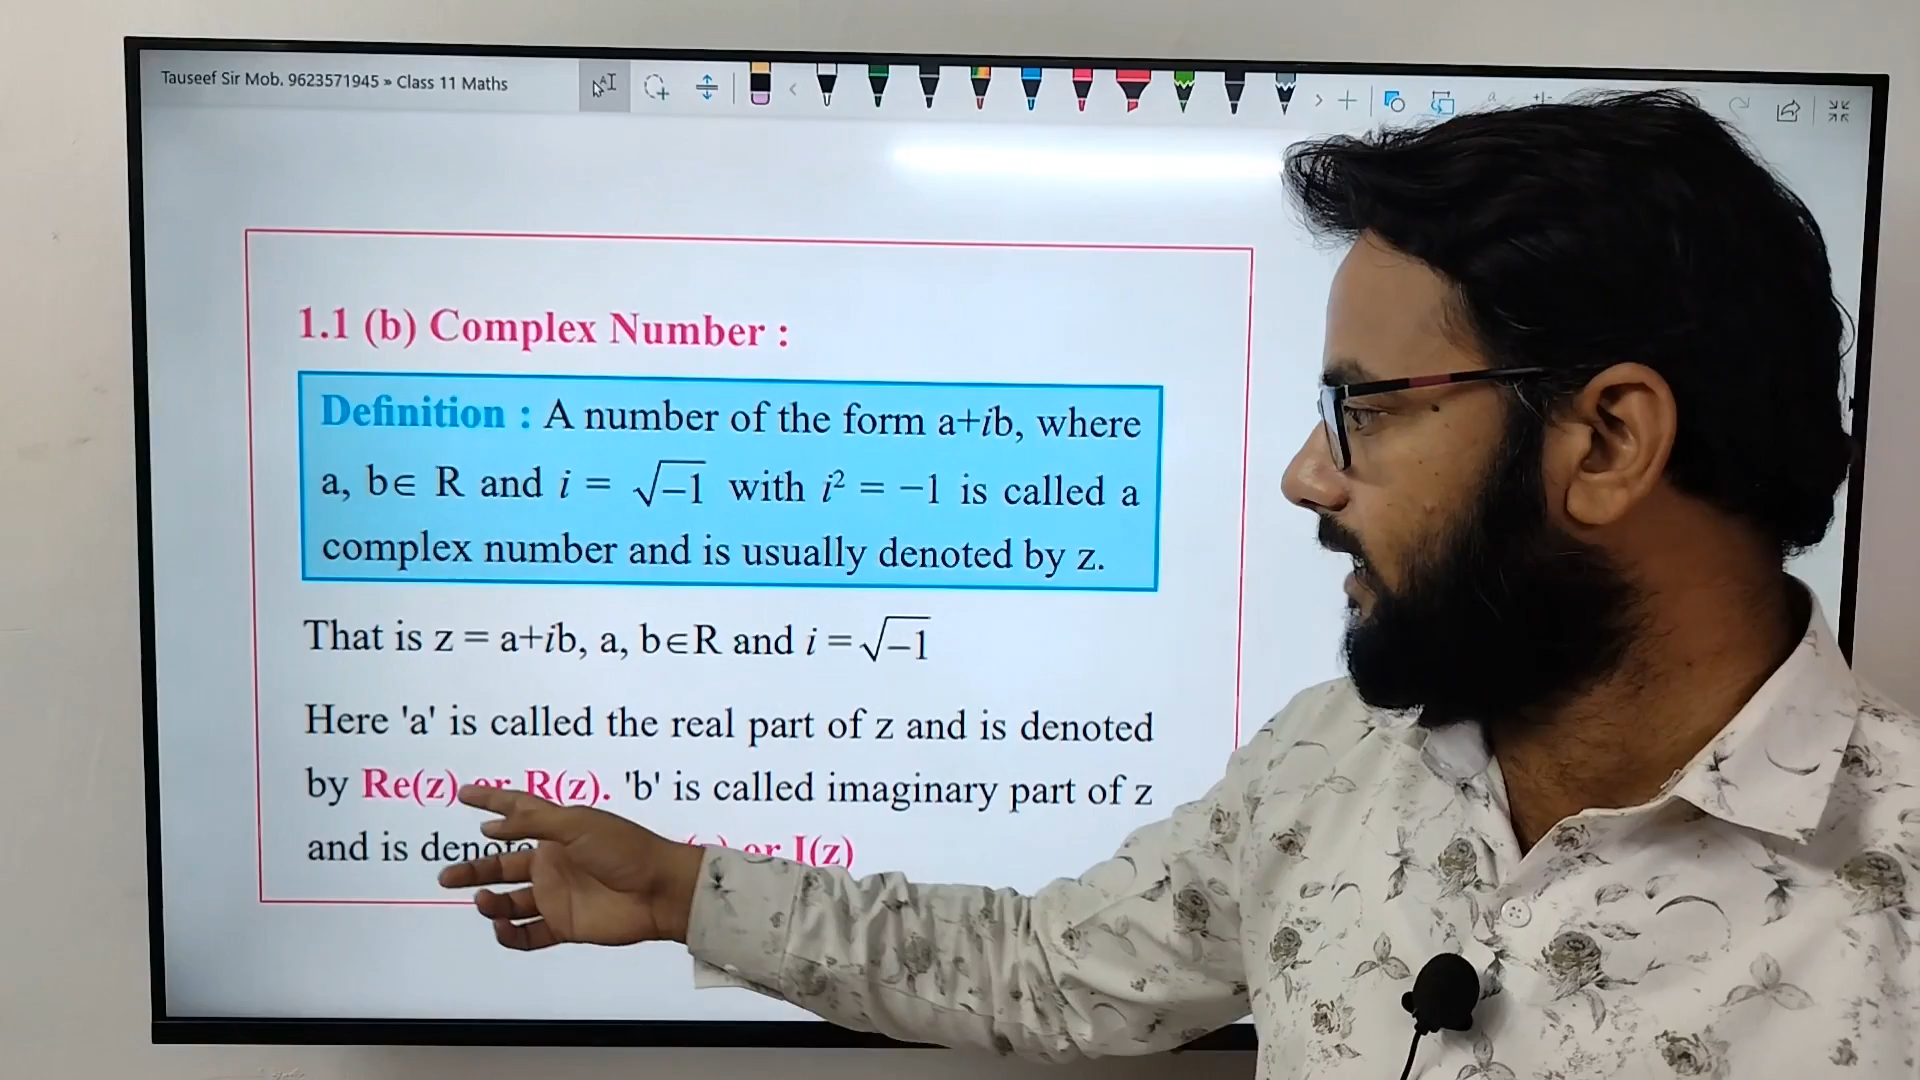 Tauseef Sir Mob. 9623571945 » Class 11 Maths
1.1 (b) Complex Number :
Definition : A number of the form a+ib, where
a, b∈ R and i = √−1 with i² = −1 is called a
complex number and is usually denoted by z.
That is z = a+ib, a, b∈R and i =√−1
Here 'a' is called the real part of z and is denoted
by Re(z) or R(z). 'b' is called imaginary part of z
and is or I(z)